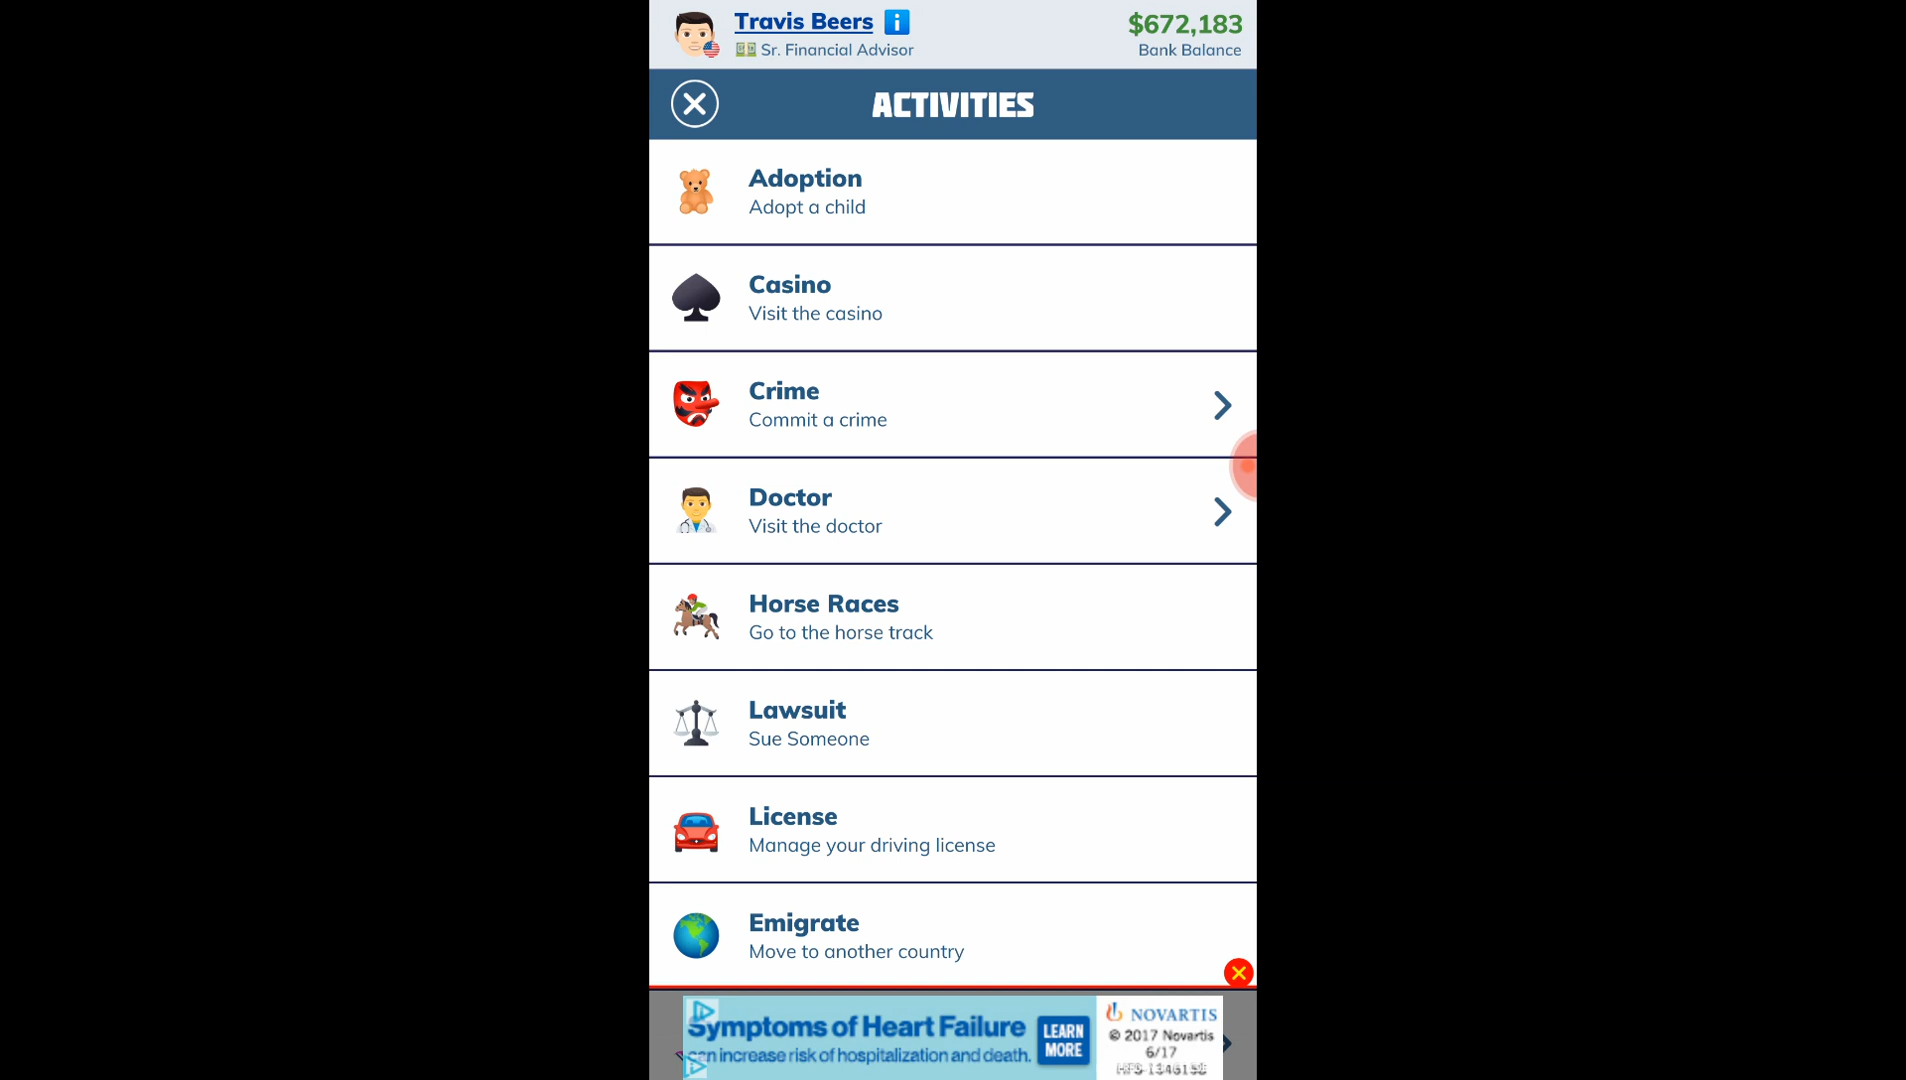 Travis Beers
$672,183
Sr. Financial Advisor
Bank Balance
ACTIVITIES
Adoption
Adopt a child
Casino
Visit the casino
Crime
Commit a crime
Doctor
Visit the doctor
Horse Races
Go to the horse track
Lawsuit
Sue Someone
License
Manage your driving license
Emigrate
Move to another country
Symptoms of Heart Failure
can increase risk of hospitalization and death.
LEARN
MORE
NOVARTIS
© 2017 Novartis
6/17